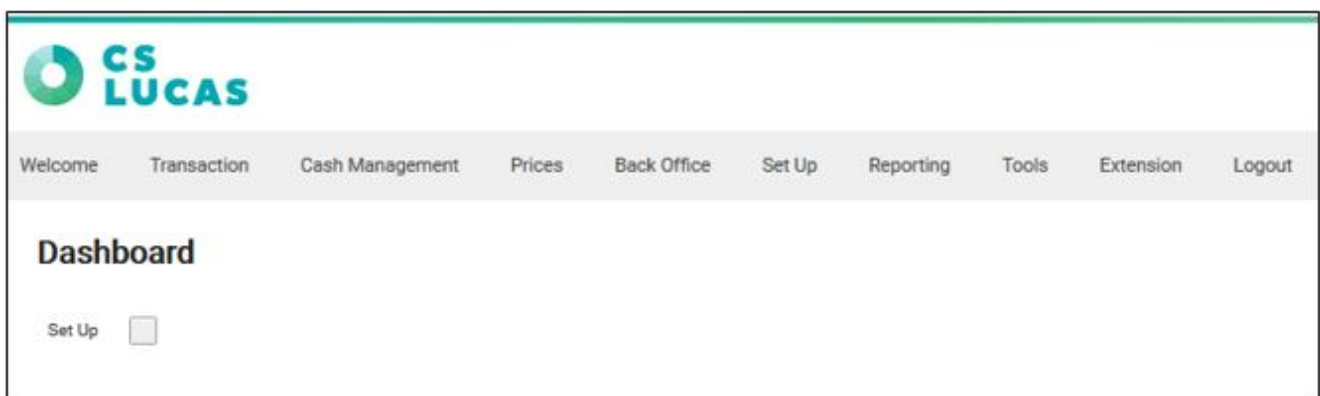 CS
LUCAS
Welcome Transaction Cash Management Prices Back Office Set Up Reporting Tools Extension Logout
Dashboard
Set Up